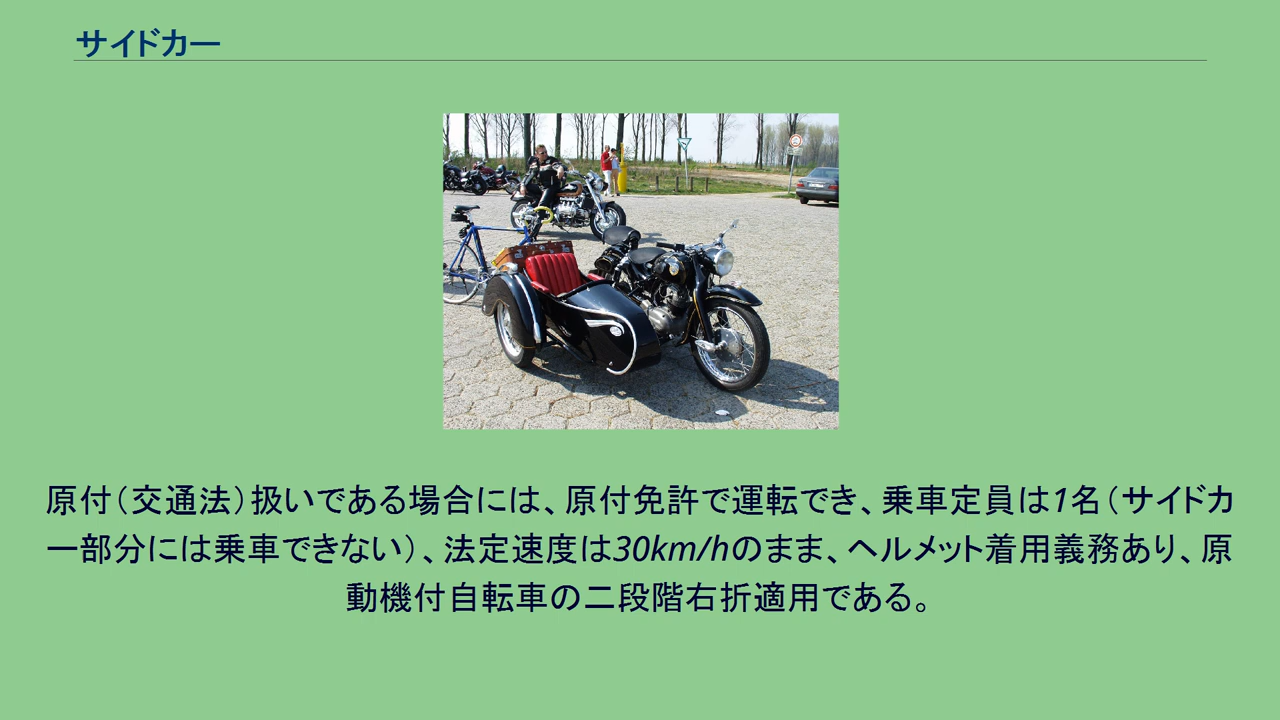 サイドカー
原付（交通法）扱いである場合には、原付免許で運転でき、乗車定員は1名（サイドカ
ー部分には乗車できない）、法定速度は30km/hのまま、ヘルメット着用義務あり、原
動機付自転車の二段階右折適用である。